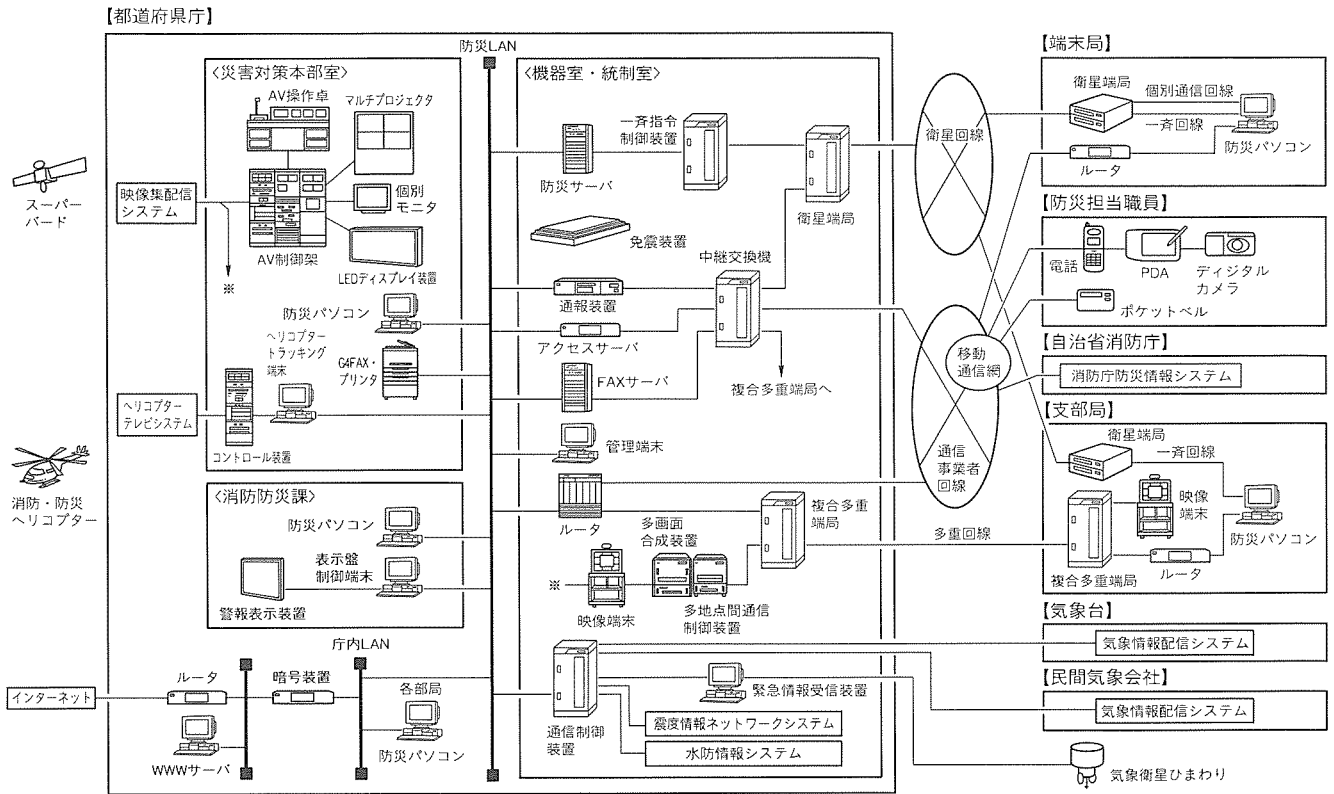 【都道府県庁】
防災LAN
〈災害対策本部室〉
AV操作卓
マルチプロジェクタ
個別
モニタ
AV制御架
LEDディスプレイ装置
映像集配信
システム
※
スーパー
バード
防災パソコン
ヘリコプター
トラッキング
端末
G4FAX・
プリンタ
ヘリコプター
テレビシステム
コントロール装置
消防・防災
ヘリコプター
〈消防防災課〉
防災パソコン
表示盤
制御端末
警報表示装置
庁内LAN
インターネット
ルータ
暗号装置
各部局
WWWサーバ
防災パソコン
〈機器室・統制室〉
一斉指令
制御装置
防災サーバ
衛星端局
免震装置
中継交換機
通報装置
アクセスサーバ
FAXサーバ
複合多重端局へ
管理端末
ルータ
複合多重
端局
多画面
合成装置
※
映像端末
多地点間通信
制御装置
通信制御
装置
緊急情報受信装置
震度情報ネットワークシステム
水防情報システム
衛星回線
移動
通信網
通信
事業者
回線
多重回線
【端末局】
衛星端局
個別通信回線
一斉回線
防災パソコン
ルータ
【防災担当職員】
電話
PDA
ディジタル
カメラ
ポケットベル
【自治省消防庁】
消防庁防災情報システム
【支部局】
衛星端局
一斉回線
映像
端末
防災パソコン
複合多重端局
ルータ
【気象台】
気象情報配信システム
【民間気象会社】
気象情報配信システム
気象衛星ひまわり